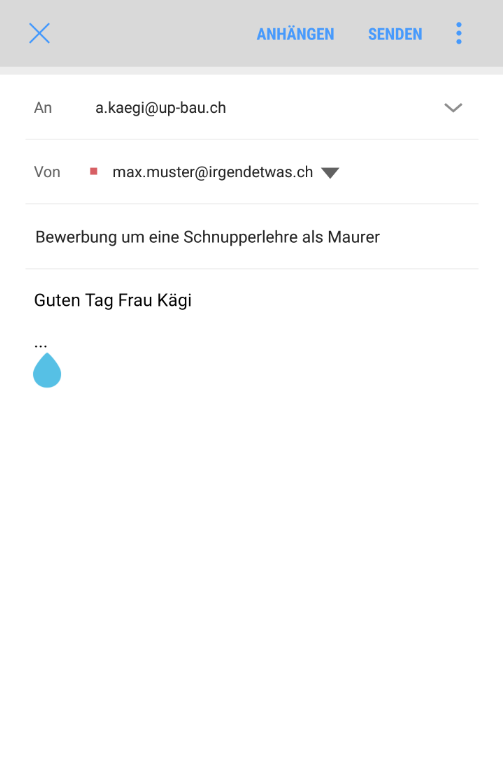 ANHÄNGEN SENDEN
An a.kaegi@up-bau.ch
Von max.muster@irgendetwas.ch
Bewerbung um eine Schnupperlehre als Maurer
Guten Tag Frau Kägi
...